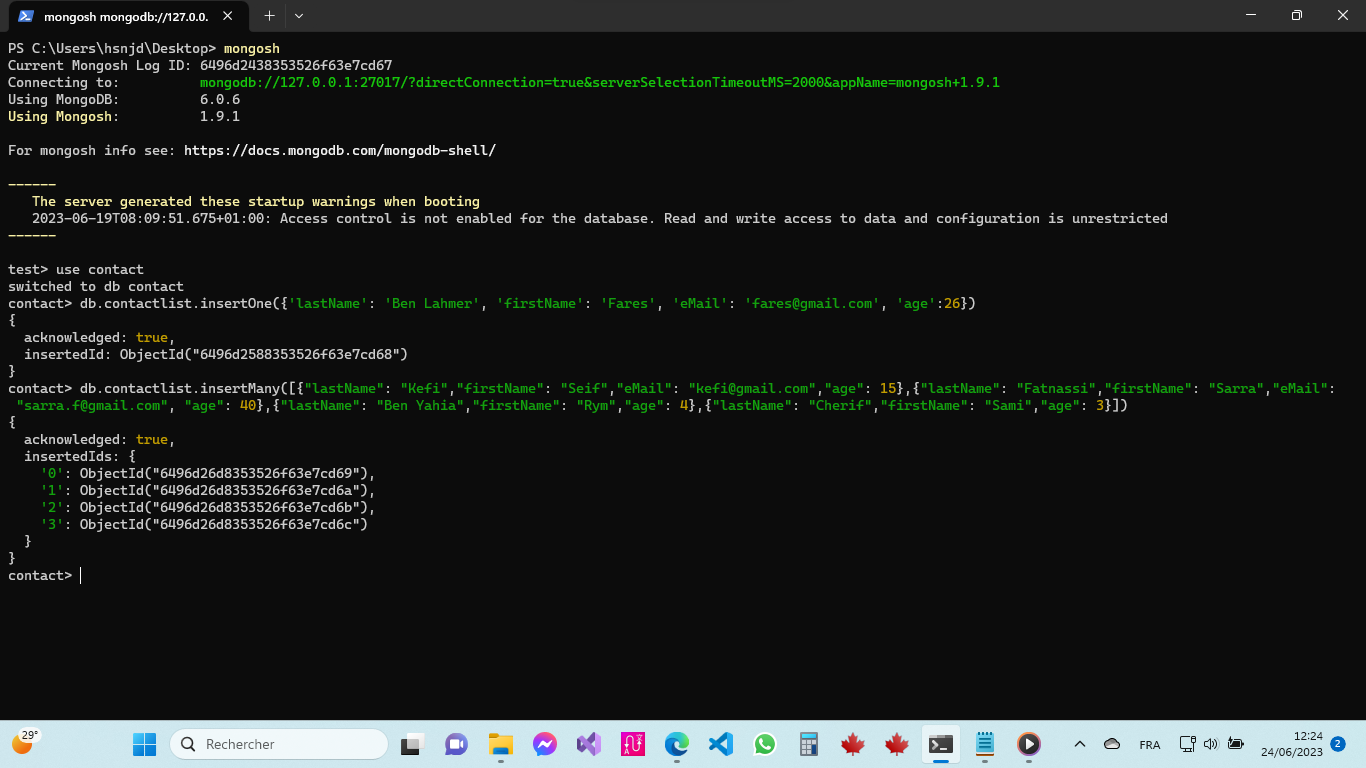 mongosh mongodb://127.0.0.
PS C:\Users\hsnjd\Desktop> mongosh
Current Mongosh Log ID: 6496d2438353526f63e7cd67
Connecting to:          mongodb://127.0.0.1:27017/?directConnection=true&serverSelectionTimeoutMS=2000&appName=mongosh+1.9.1
Using MongoDB:          6.0.6
Using Mongosh:          1.9.1
For mongosh info see: https://docs.mongodb.com/mongodb-shell/
------
   The server generated these startup warnings when booting
   2023-06-19T08:09:51.675+01:00: Access control is not enabled for the database. Read and write access to data and configuration is unrestricted
------
test> use contact
switched to db contact
contact> db.contactlist.insertOne({'lastName': 'Ben Lahmer', 'firstName': 'Fares', 'eMail': 'fares@gmail.com', 'age':26})
{
  acknowledged: true,
  insertedId: ObjectId("6496d2588353526f63e7cd68")
}
contact> db.contactlist.insertMany([{"lastName": "Kefi","firstName": "Seif","eMail": "kefi@gmail.com","age": 15},{"lastName": "Fatnassi","firstName": "Sarra","eMail":
 "sarra.f@gmail.com", "age": 40},{"lastName": "Ben Yahia","firstName": "Rym","age": 4},{"lastName": "Cherif","firstName": "Sami","age": 3}])
{
  acknowledged: true,
  insertedIds: {
    '0': ObjectId("6496d26d8353526f63e7cd69"),
    '1': ObjectId("6496d26d8353526f63e7cd6a"),
    '2': ObjectId("6496d26d8353526f63e7cd6b"),
    '3': ObjectId("6496d26d8353526f63e7cd6c")
  }
}
contact>
29°
Rechercher
FRA
12:24
24/06/2023
2